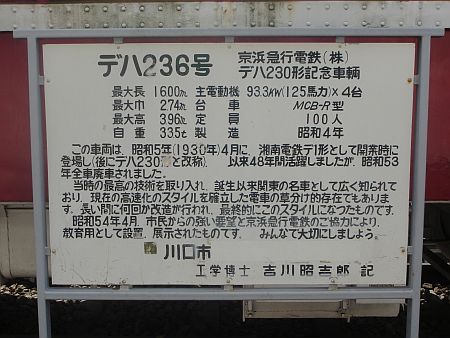 デハ236号 京浜急行電鉄(株) デハ230形記念車輌
最大長 1600㎝ 主電動機 93.3kW(125馬力)×4台
最大巾 274㎝ 台車 MCB-R型
最大高 396㎝ 定員 100人
自重 33.5t 製造 昭和4年
この車両は、昭和5年(1930年)4月に、湘南電鉄デ1形として開業時に
登場し(後にデハ230形と改称)、以来48年間活躍しましたが、昭和53
年全車廃車されました。
当時の最高の技術を取り入れ、誕生以来関東の名車として広く知られて
おり、現在の高速化のスタイルを確立した電車の草分け的存在でもありま
す。長い間に何回か改造が行われ、最終的にこのスタイルになったものです。
昭和54年4月、市民からの強い要望と京浜急行電鉄のご協力により、
教育用として設置、展示されたものです。 みんなで大切にしましょう。
川口市
工学博士 吉川昭吉郎 記